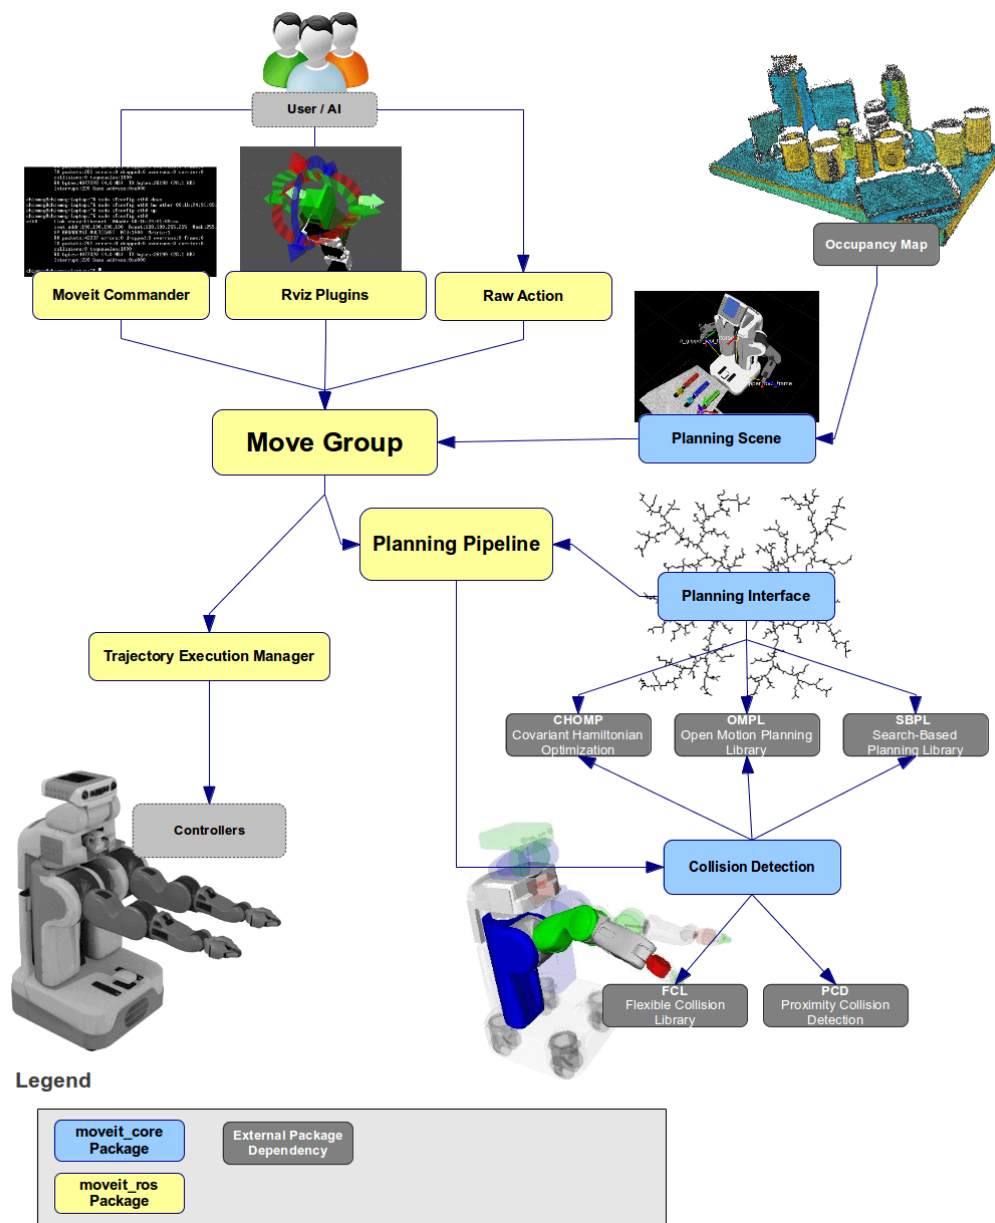 User / AI
Moveit Commander
Rviz Plugins
Raw Action
Occupancy Map
Planning Scene
Move Group
Planning Pipeline
Planning Interface
Trajectory Execution Manager
CHOMP
Covariant Hamiltonian
Optimization
OMPL
Open Motion Planning
Library
SBPL
Search-Based
Planning Library
Controllers
Collision Detection
FCL
Flexible Collision
Library
PCD
Proximity Collision
Detection
Legend
moveit_core
Package
External Package
Dependency
moveit_ros
Package